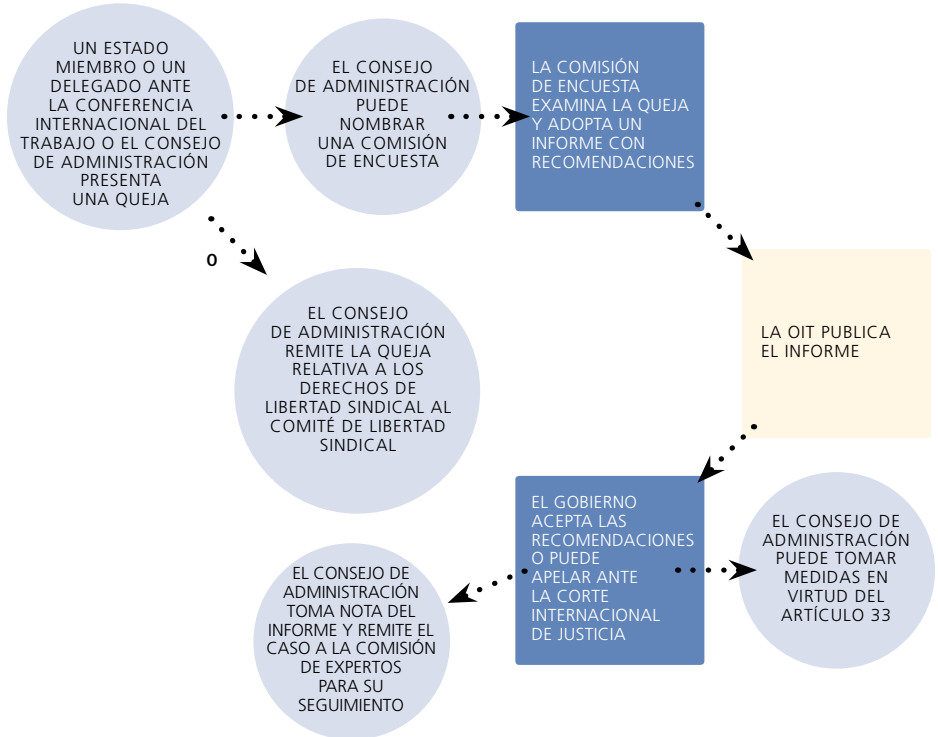 UN ESTADO
MIEMBRO O UN
DELEGADO ANTE
LA CONFERENCIA
INTERNACIONAL DEL
TRABAJO O EL CONSEJO
DE ADMINISTRACIÓN
PRESENTA
UNA QUEJA
EL CONSEJO
DE ADMINISTRACIÓN
PUEDE
NOMBRAR
UNA COMISIÓN
DE ENCUESTA
LA COMISIÓN
DE ENCUESTA
EXAMINA LA QUEJA
Y ADOPTA UN
INFORME CON
RECOMENDACIONES
O
EL CONSEJO
DE ADMINISTRACIÓN
REMITE LA QUEJA
RELATIVA A LOS
DERECHOS DE
LIBERTAD SINDICAL AL
COMITÉ DE LIBERTAD
SINDICAL
LA OIT PUBLICA
EL INFORME
EL GOBIERNO
ACEPTA LAS
RECOMENDACIONES
O PUEDE
APELAR ANTE
LA CORTE
INTERNACIONAL
DE JUSTICIA
EL CONSEJO DE
ADMINISTRACIÓN
PUEDE TOMAR
MEDIDAS EN
VIRTUD DEL
ARTÍCULO 33
EL CONSEJO DE
ADMINISTRACIÓN
TOMA NOTA DEL
INFORME Y REMITE EL
CASO A LA COMISIÓN
DE EXPERTOS
PARA SU
SEGUIMIENTO